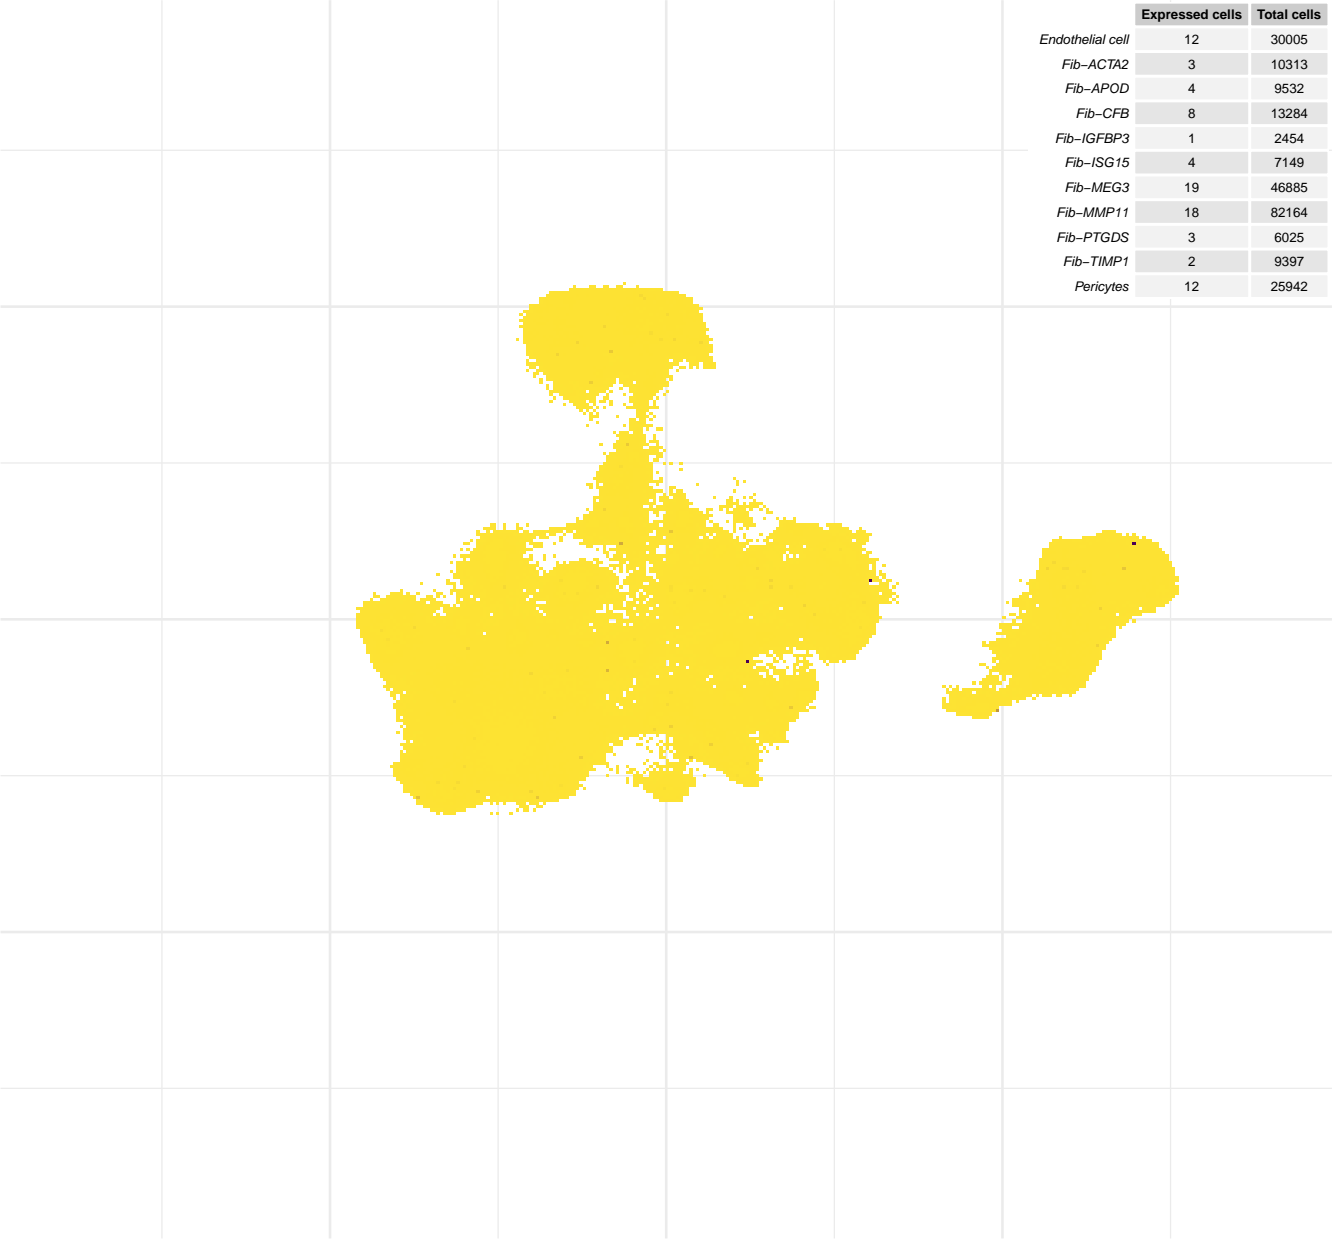 Expressed cells Total cells
Endothelial cell 12 30005
Fib−ACTA2 3 10313
Fib−APOD 4 9532
Fib−CFB 8 13284
Fib−IGFBP3 1 2454
Fib−ISG15 4 7149
Fib−MEG3 19 46885
Fib−MMP11 18 82164
Fib−PTGDS 3 6025
Fib−TIMP1 2 9397
Pericytes 12 25942